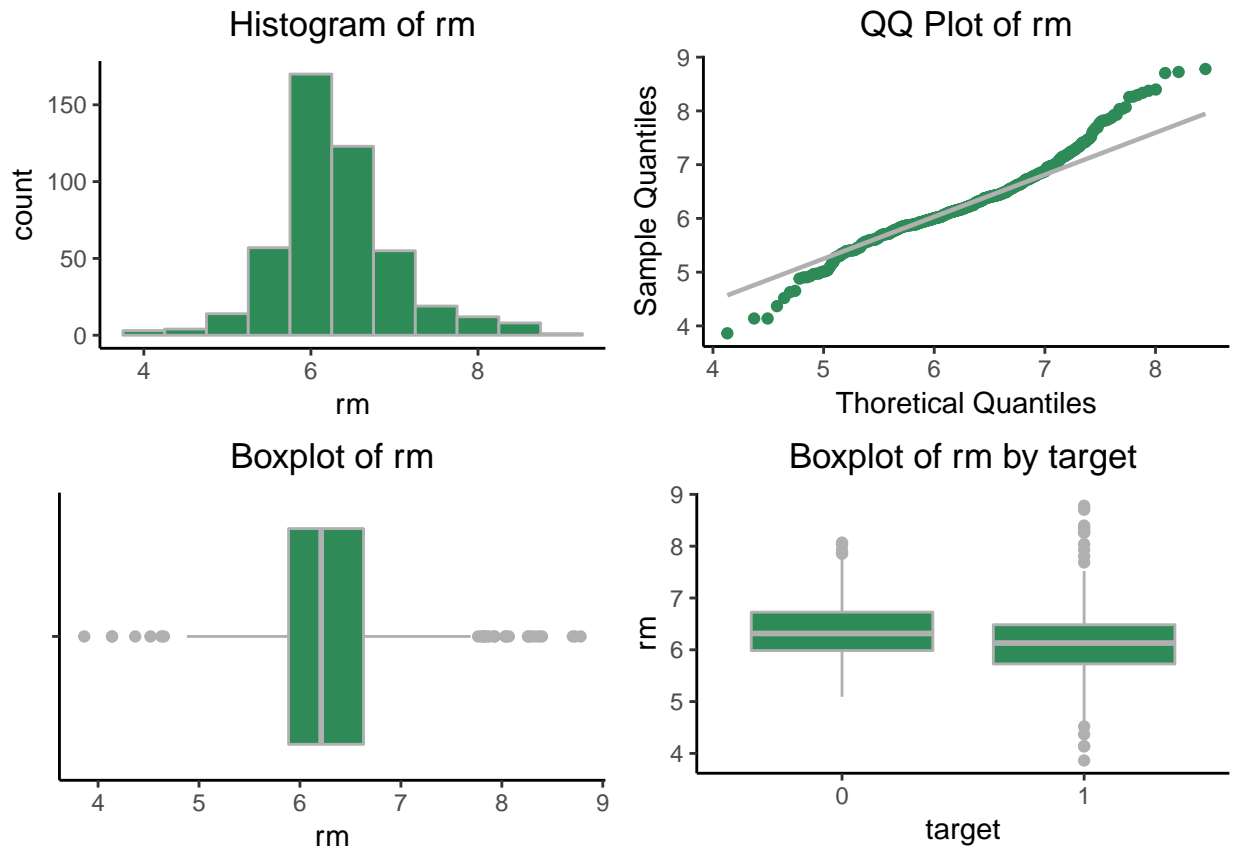 Histogram of rm
count
150
100
50
0
4 6 8
rm
QQ Plot of rm
Sample Quantiles
9
8
7
6
5
4
4 5 6 7 8
Thoretical Quantiles
Boxplot of rm
4 5 6 7 8 9
rm
Boxplot of rm by target
rm
9
8
7
6
5
4
0 1
target